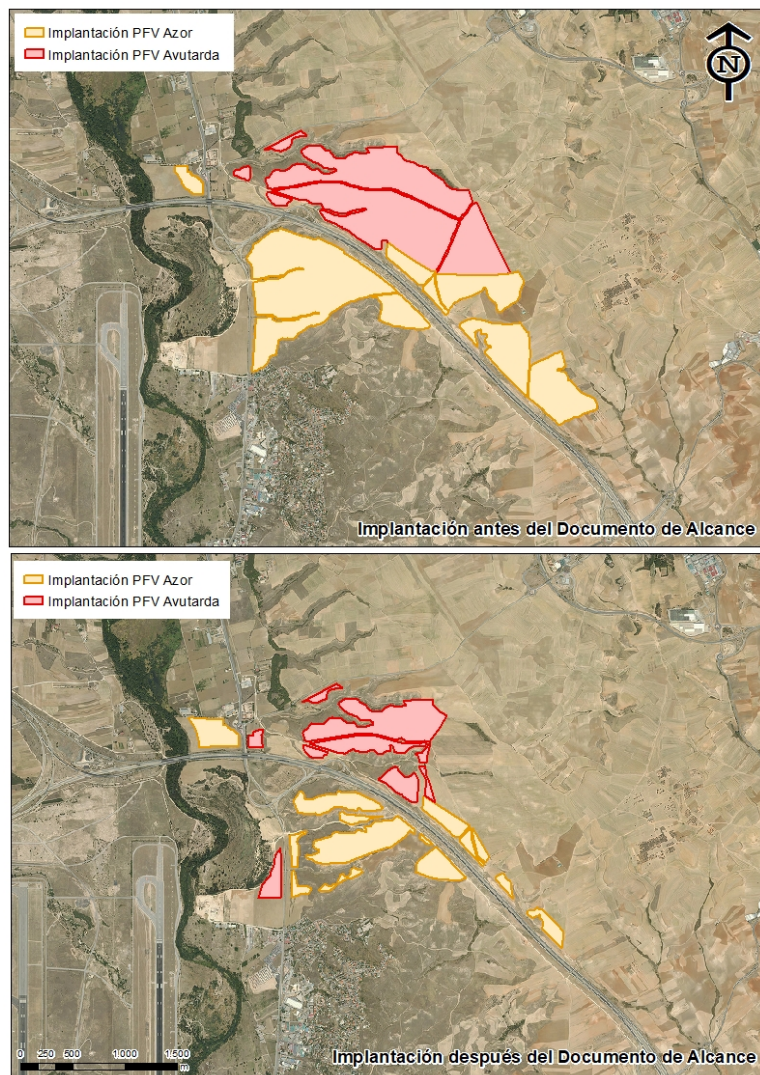 Implantación PFV Azor
Implantación PFV Avutarda
N
Implantación antes del Documento de Alcance
Implantación PFV Azor
Implantación PFV Avutarda
0 250 500 1.000 1.500
m
Implantación después del Documento de Alcance